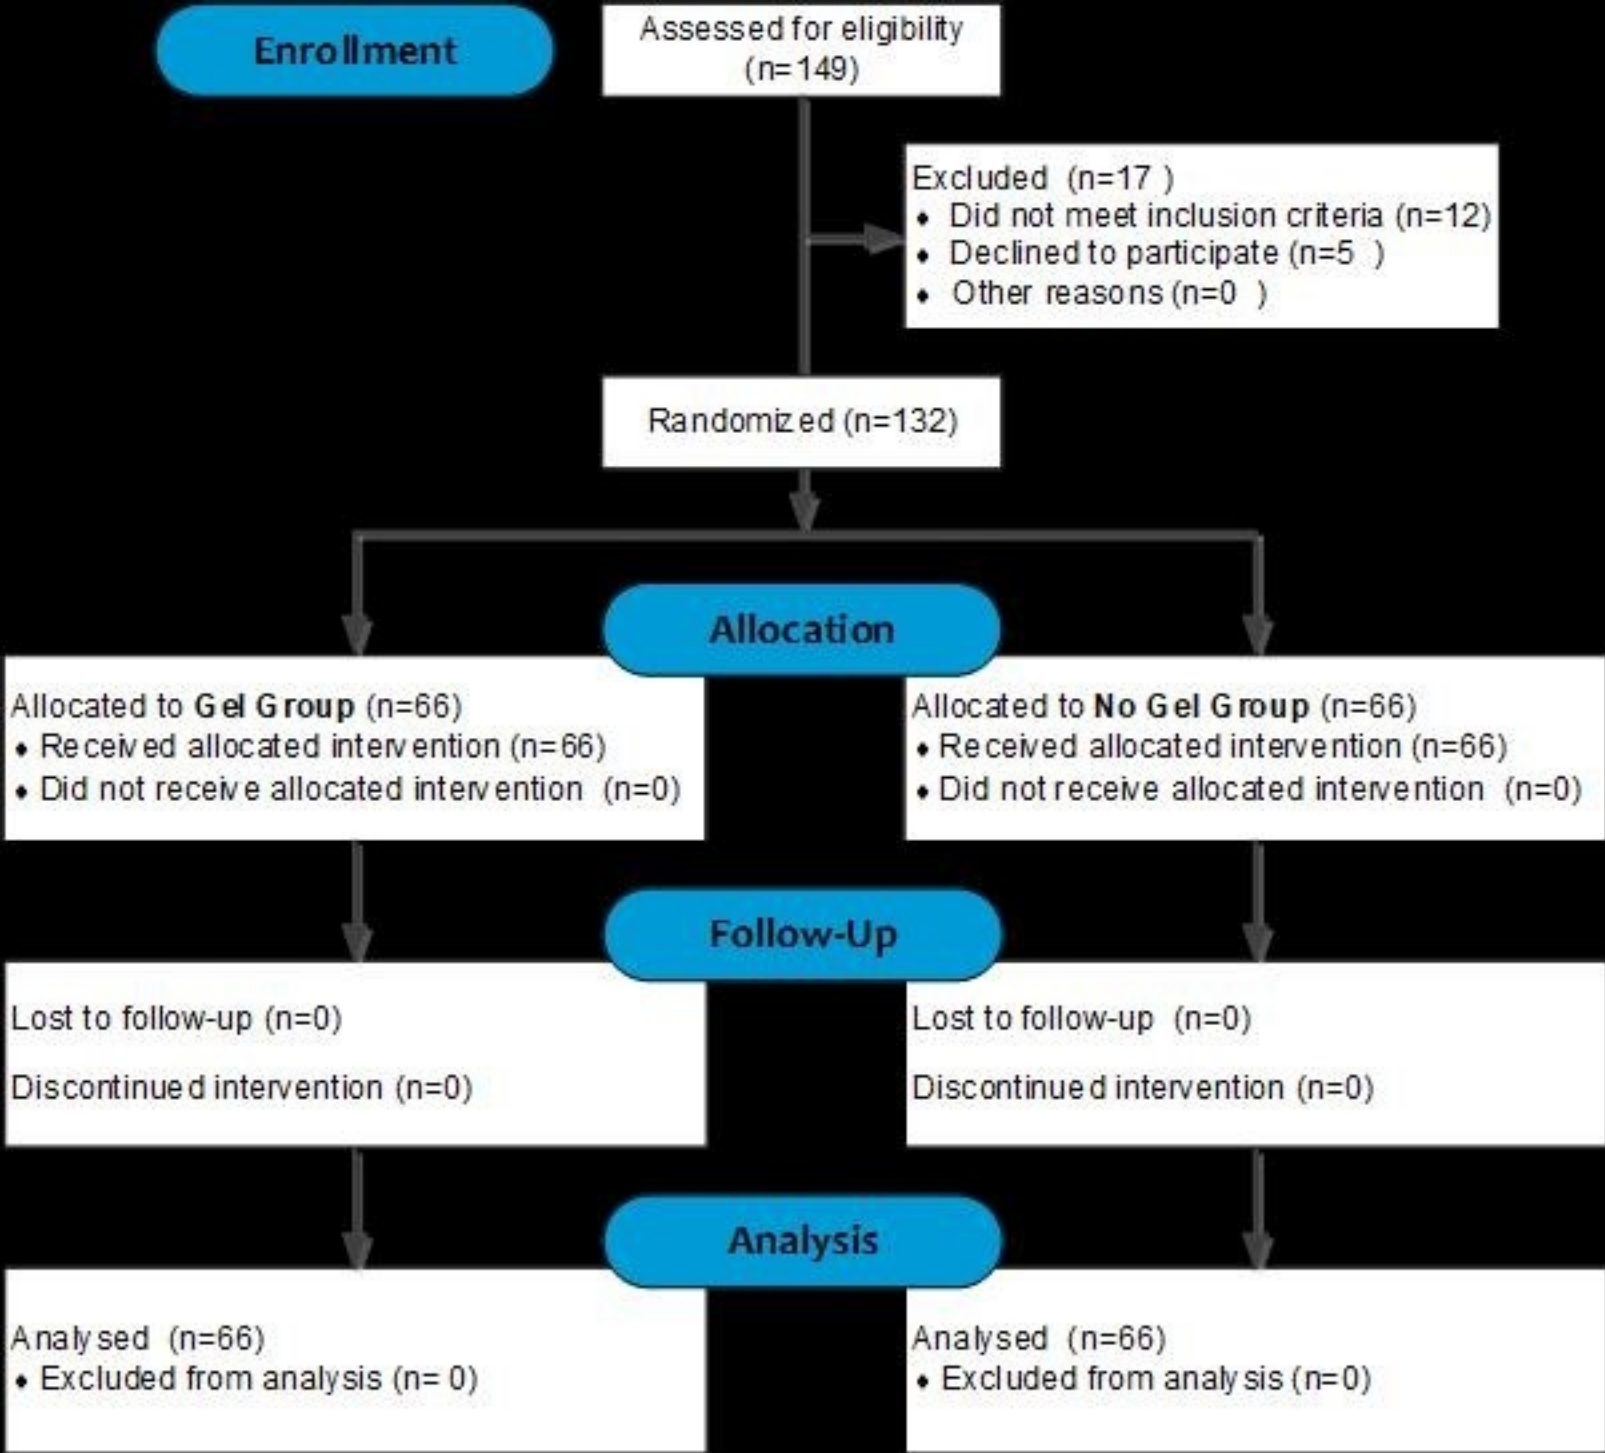 Enrollment
Assessed for eligibility
(n=149)
Excluded (n=17 )
• Did not meet inclusion criteria (n=12)
• Declined to participate (n=5 )
• Other reasons (n=0 )
Randomized (n=132)
Allocation
Allocated to Gel Group (n=66)
• Received allocated intervention (n=66)
• Did not receive allocated intervention (n=0)
Allocated to No Gel Group (n=66)
• Received allocated intervention (n=66)
• Did not receive allocated intervention (n=0)
Follow-Up
Lost to follow-up (n=0)
Discontinued intervention (n=0)
Lost to follow-up (n=0)
Discontinued intervention (n=0)
Analysis
Analysed (n=66)
• Excluded from analysis (n= 0)
Analysed (n=66)
• Excluded from analysis (n=0)